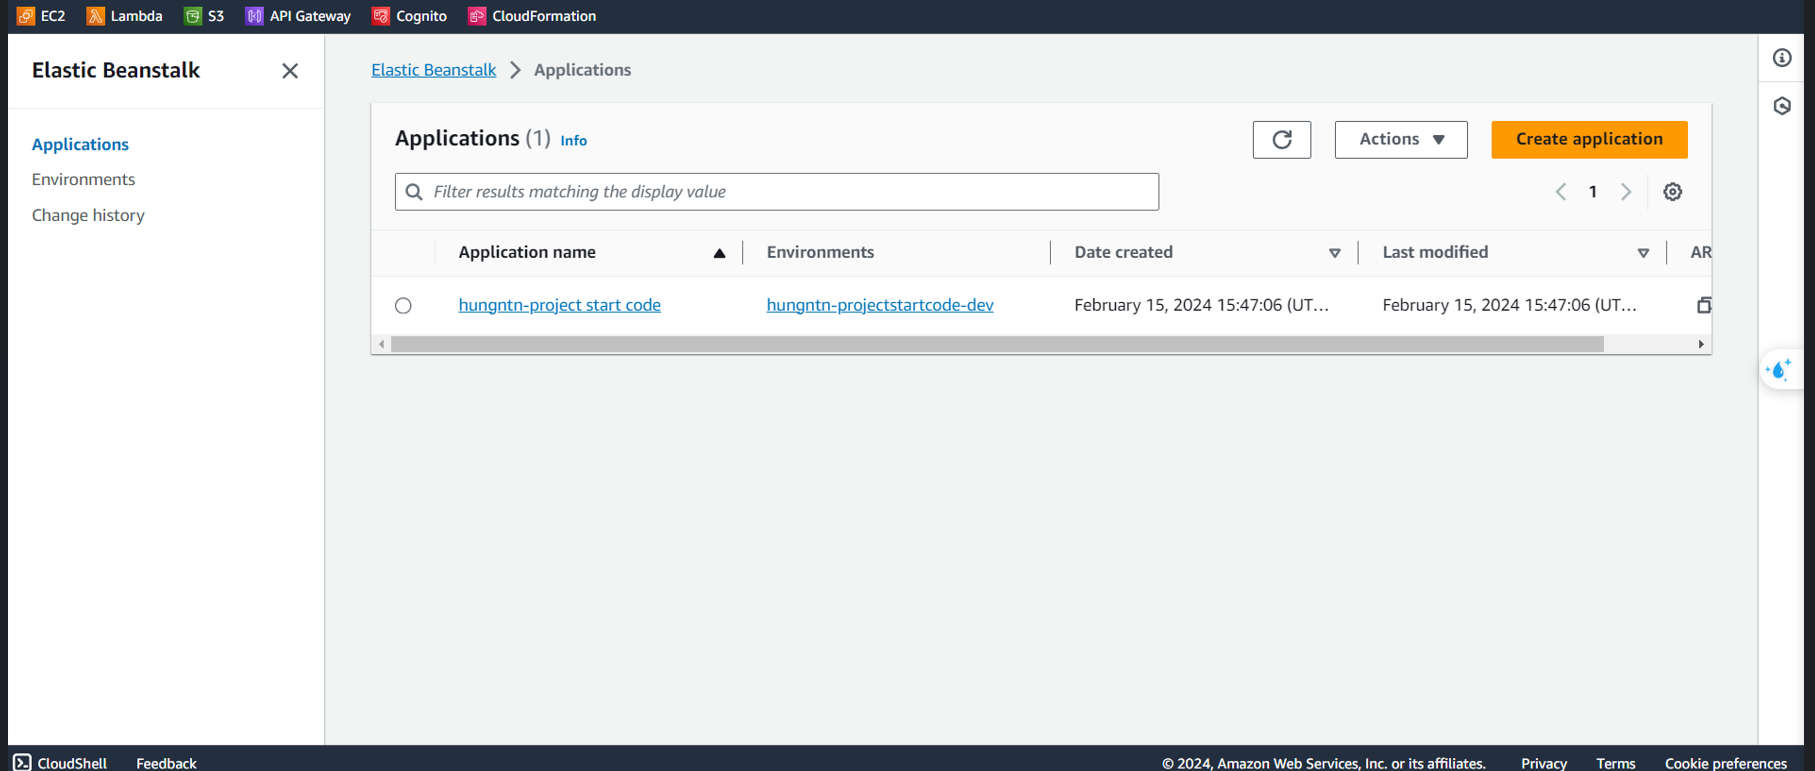 EC2 Lambda S3 API Gateway Cognito CloudFormation
Elastic Beanstalk
Applications
Environments
Change history
Elastic Beanstalk > Applications
Applications (1) Info
Actions
Create application
Filter results matching the display value
1
Application name Environments Date created Last modified AR
hungntn-project start code hungntn-projectstartcode-dev February 15, 2024 15:47:06 (UT... February 15, 2024 15:47:06 (UT...
CloudShell Feedback © 2024, Amazon Web Services, Inc. or its affiliates. Privacy Terms Cookie preferences